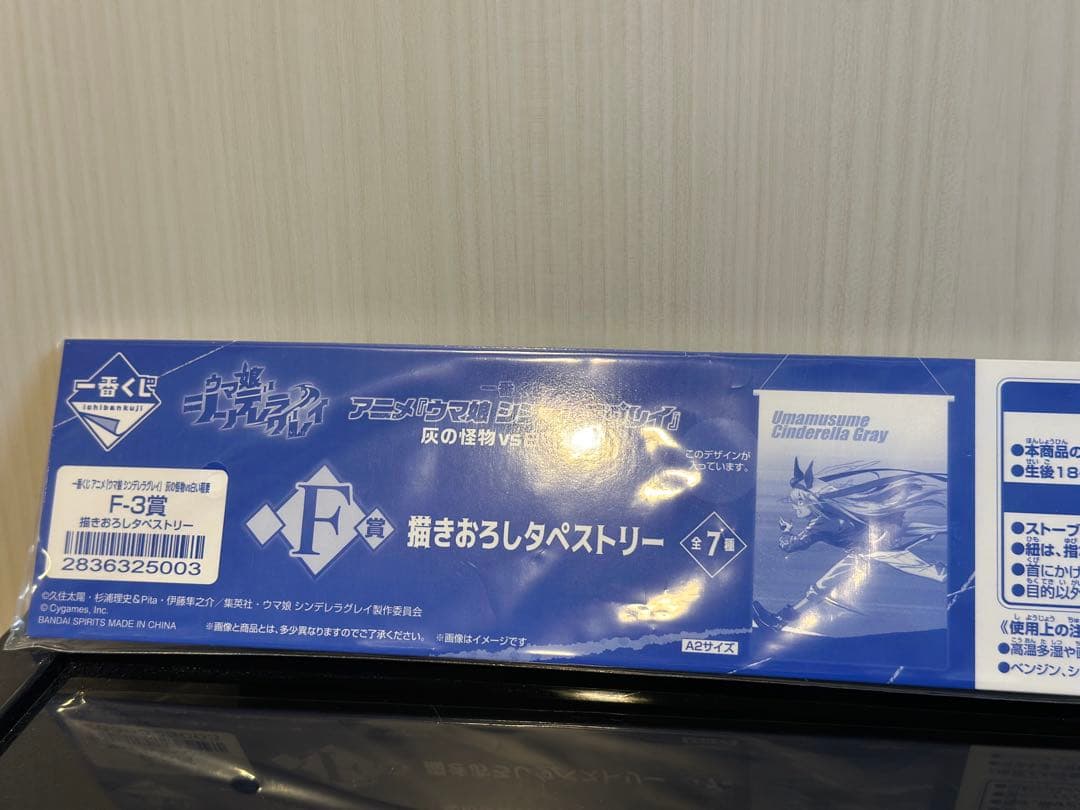 一番くじ
ichibankuji
ウマ娘
シンデレラグレイ
一番
アニメ『ウマ娘 シンデレラグレイ』
灰の怪物vs白
一番くじ アニメ『ウマ娘 シンデレラグレイ』 灰の怪物vs白い稲妻
F-3賞
描きおろしタペストリー
2836325003
F賞
描きおろしタペストリー
全7種
このデザインが
入っています。
Umamusume
Cinderella Gray
©久住太陽・杉浦理史&Pita・伊藤隼之介/集英社・ウマ娘 シンデレラグレイ製作委員会
© Cygames, Inc.
BANDAI SPIRITS MADE IN CHINA
※画像と商品とは、多少異なりますのでご了承ください。 ※画像はイメージです。
A2サイズ
●本商品の
●生後18
●ストーブ
●紐は、指
●首にかけ
●目的以外
《使用上の注
●高温多湿や
●ベンジン、シ